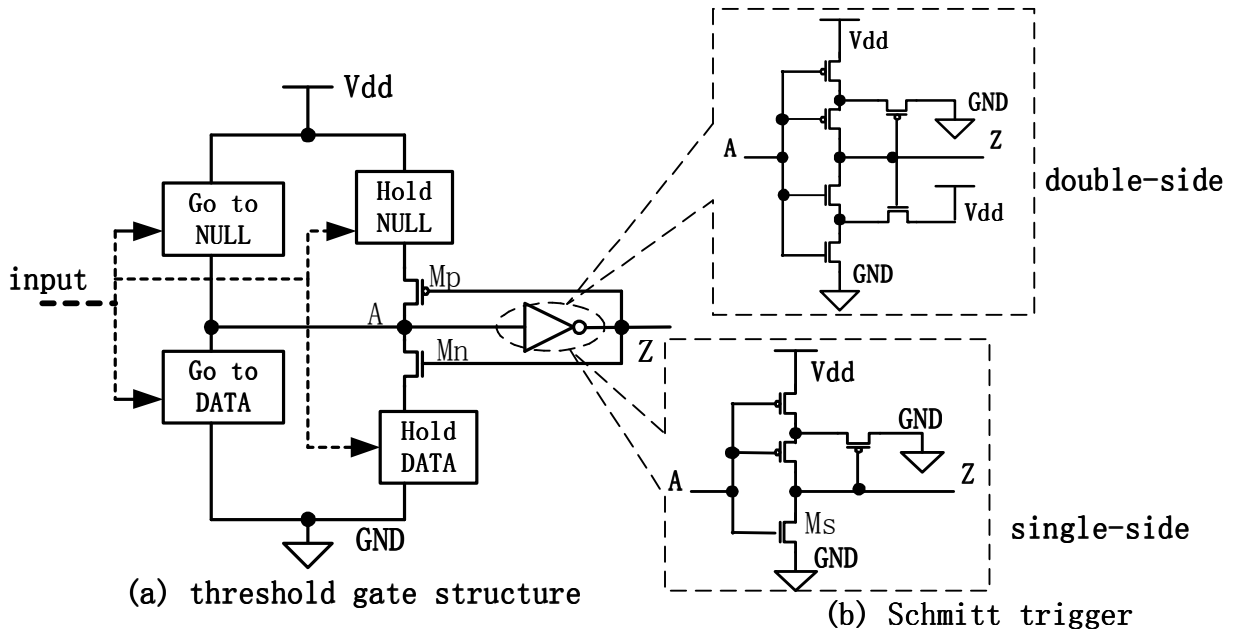 Vdd
Go to
NULL
Hold
NULL
input
Mp
A
Mn
Z
Go to
DATA
Hold
DATA
GND
(a) threshold gate structure
Vdd
GND
A
Z
Vdd
GND
double-side
Vdd
GND
A
Z
Ms
GND
single-side
(b) Schmitt trigger